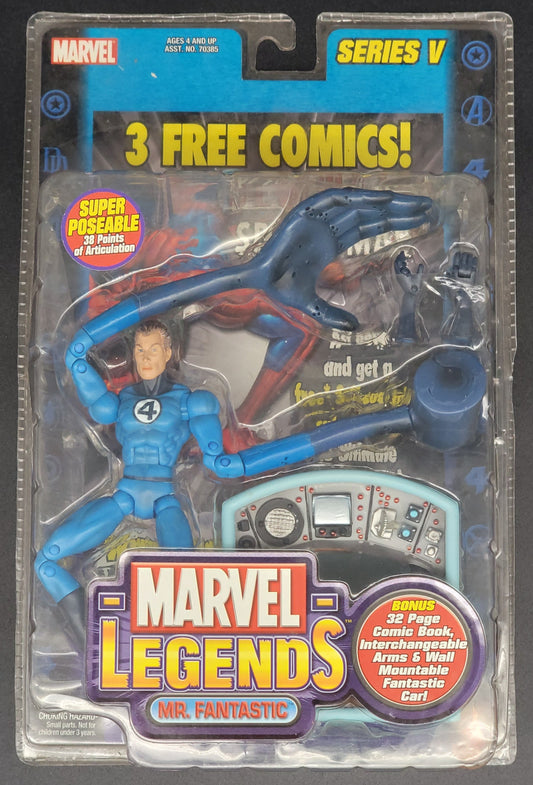 MARVEL
AGES 4 AND UP
ASST. NO. 70385
SERIES V
3 FREE COMICS!
SUPER
POSEABLE
38 Points
of Articulation
and get a
4
MARVEL
LEGENDS™
MR. FANTASTIC
BONUS
32 Page
Comic Book,
Interchangeable
Arms & Wall
Mountable
Fantastic
Car!
CHOKING HAZARD-
Small parts. Not for
children under 3 years.